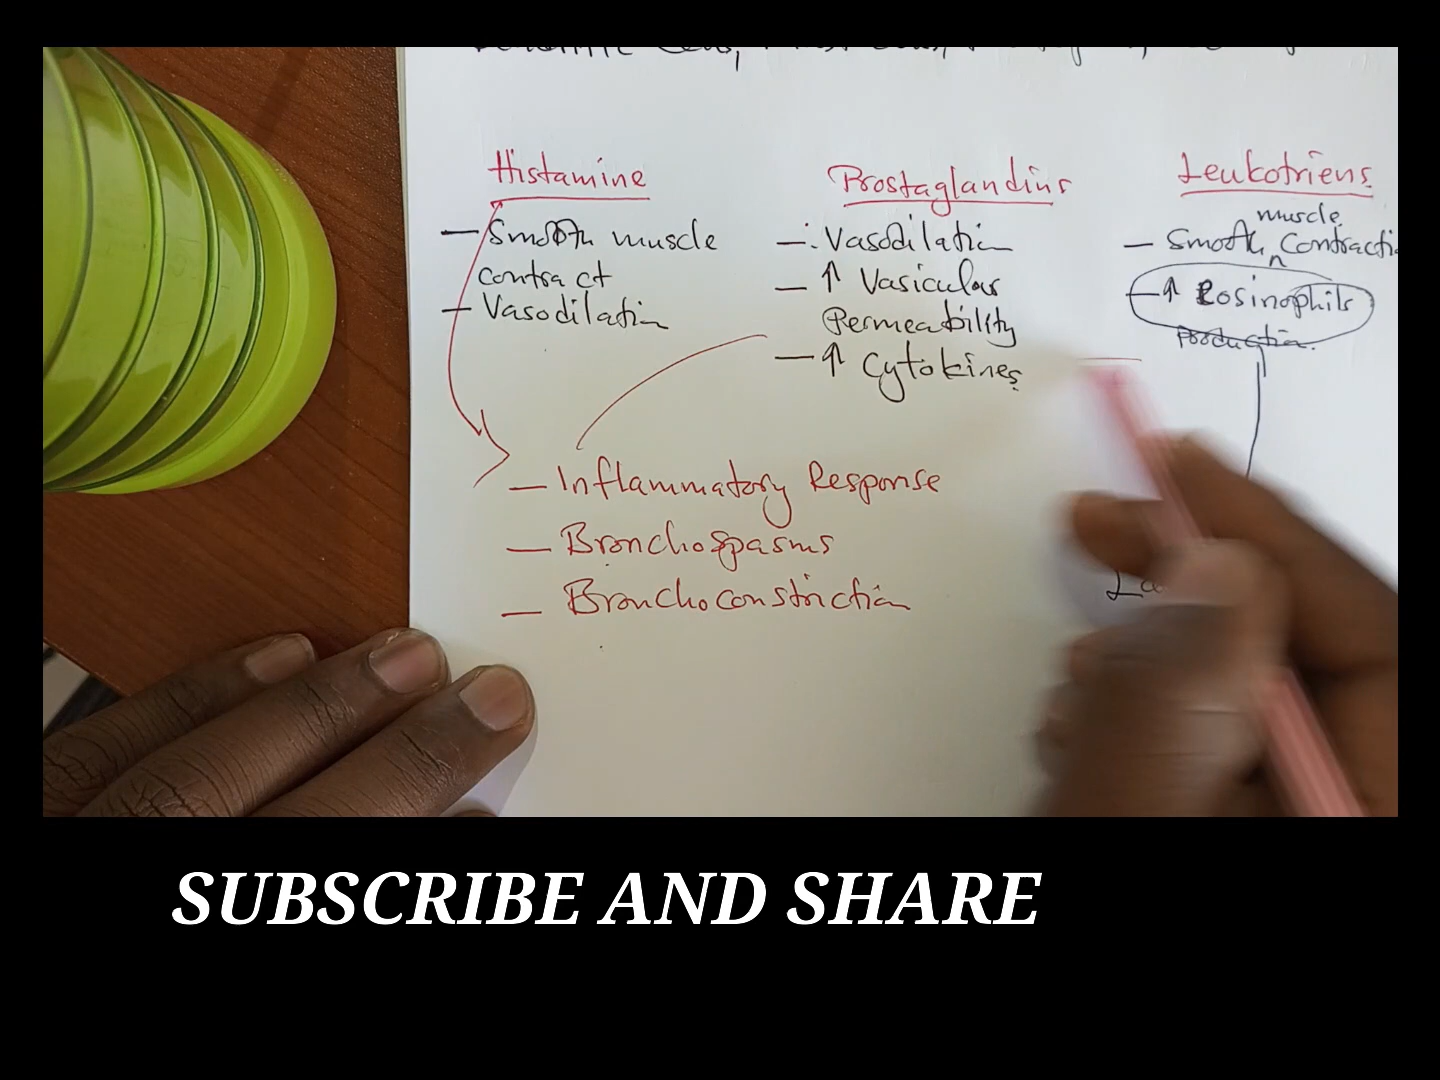 Histamine
Prostaglandins
Leukotriens
— Smooth muscle
contract
— Vasodilation
— Vasodilation
— ↑ Vasicular
Permeability
— ↑ Cytokines
muscle
— Smooth Contracti
— ↑ Eosinophils
Production.
— Inflammatory Response
— Bronchospasms
— Bronchoconstriction
SUBSCRIBE AND SHARE